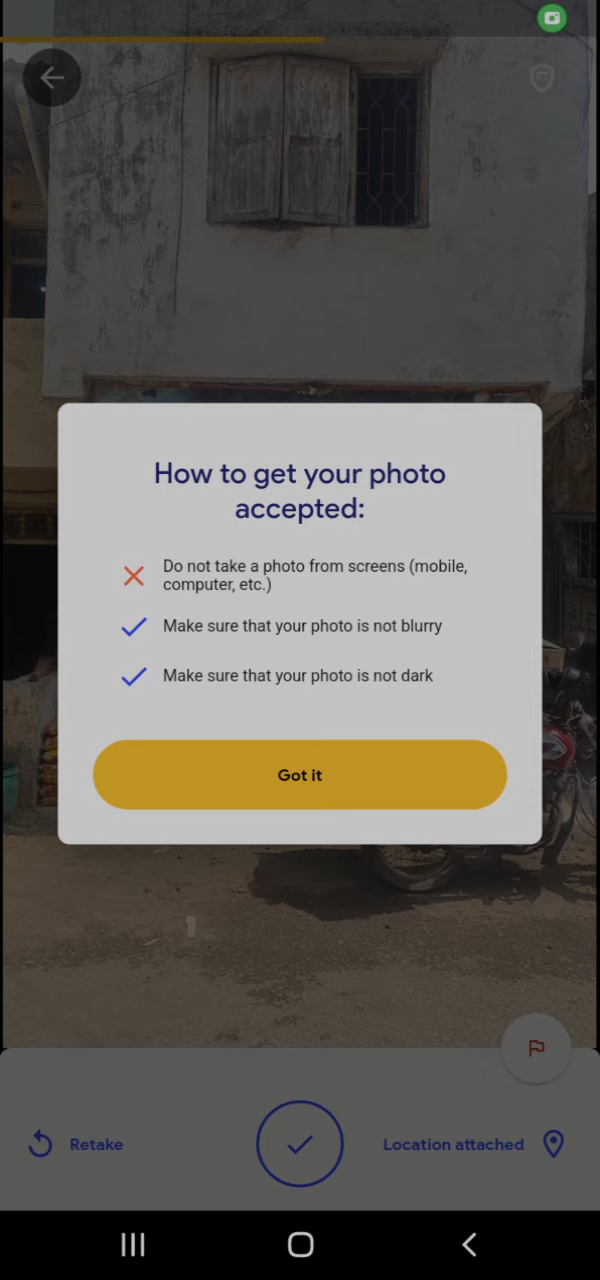 How to get your photo
accepted:
Do not take a photo from screens (mobile,
computer, etc.)
Make sure that your photo is not blurry
Make sure that your photo is not dark
Got it
Retake
Location attached